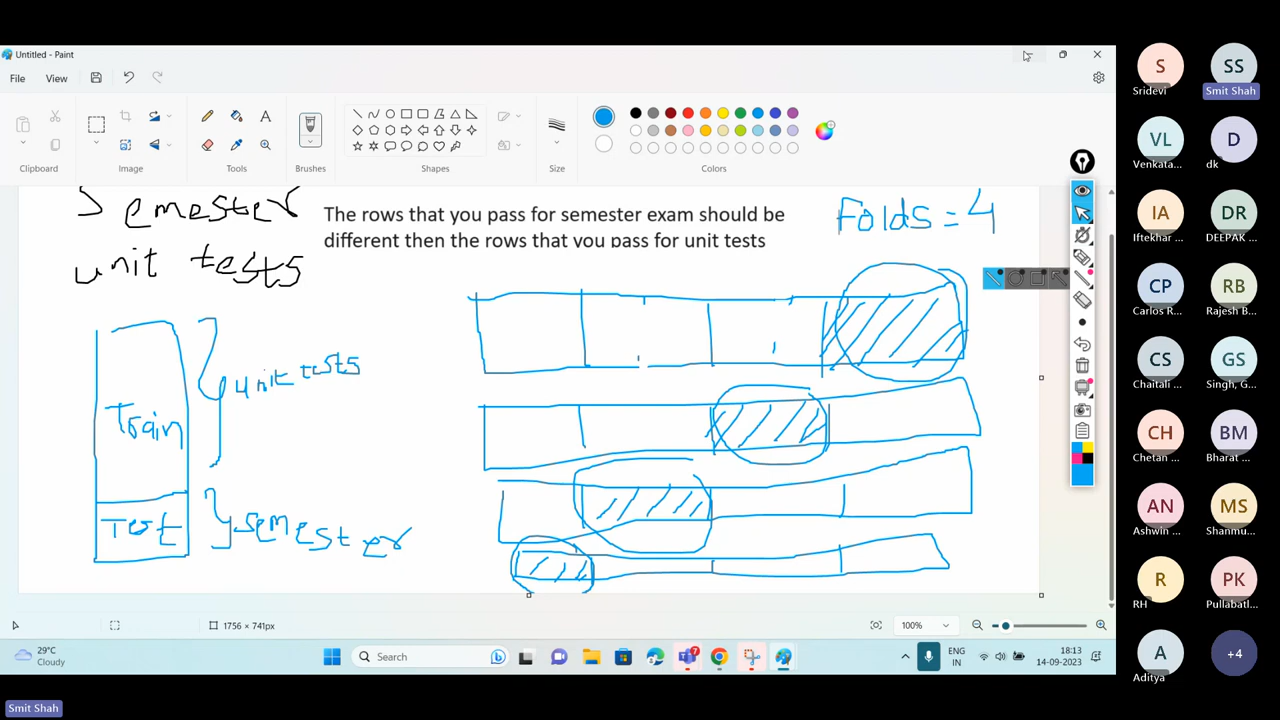 Untitled - Paint
File
View
Clipboard
Image
Tools
Brushes
Shapes
Size
Colors
Semester
unit tests
The rows that you pass for semester exam should be
different then the rows that you pass for unit tests
Folds = 4
Train
unit tests
Test
semester
1756 × 741px
100%
29°C
Cloudy
Search
7
ENG
IN
18:13
14-09-2023
S
Sridevi
SS
Smit Shah
VL
Venkata...
D
dk
IA
Iftekhar ...
DR
DEEPAK ...
CP
Carlos R...
RB
Rajesh B...
CS
Chaitali ...
GS
Singh, G...
CH
Chetan ...
BM
Bharat ...
AN
Ashwin ...
MS
Shanmu...
R
RH
PK
Pullabatl...
A
Aditya
+4
Smit Shah